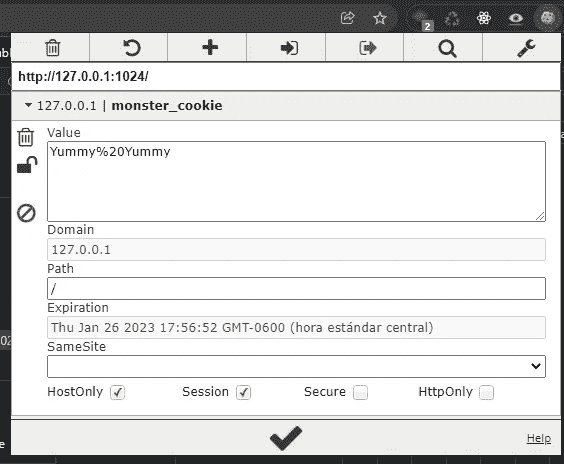 2
http://127.0.0.1:1024/
127.0.0.1 | monster_cookie
Value
Yummy%20Yummy
Domain
127.0.0.1
Path
/
Expiration
Thu Jan 26 2023 17:56:52 GMT-0600 (hora estándar central)
SameSite
HostOnly Session Secure HttpOnly
Help